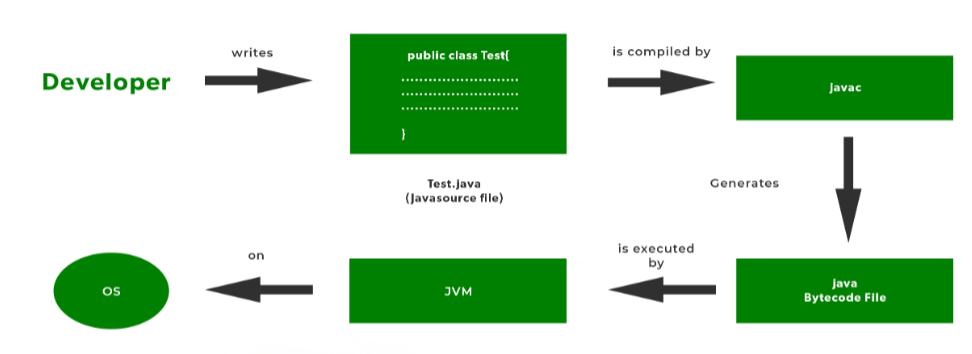 writes
is compiled by
Developer
public class Test{
...........................
...........................
...........................
}
javac
Test.java
(Javasource file)
Generates
on
is executed
by
OS
JVM
java
Bytecode File